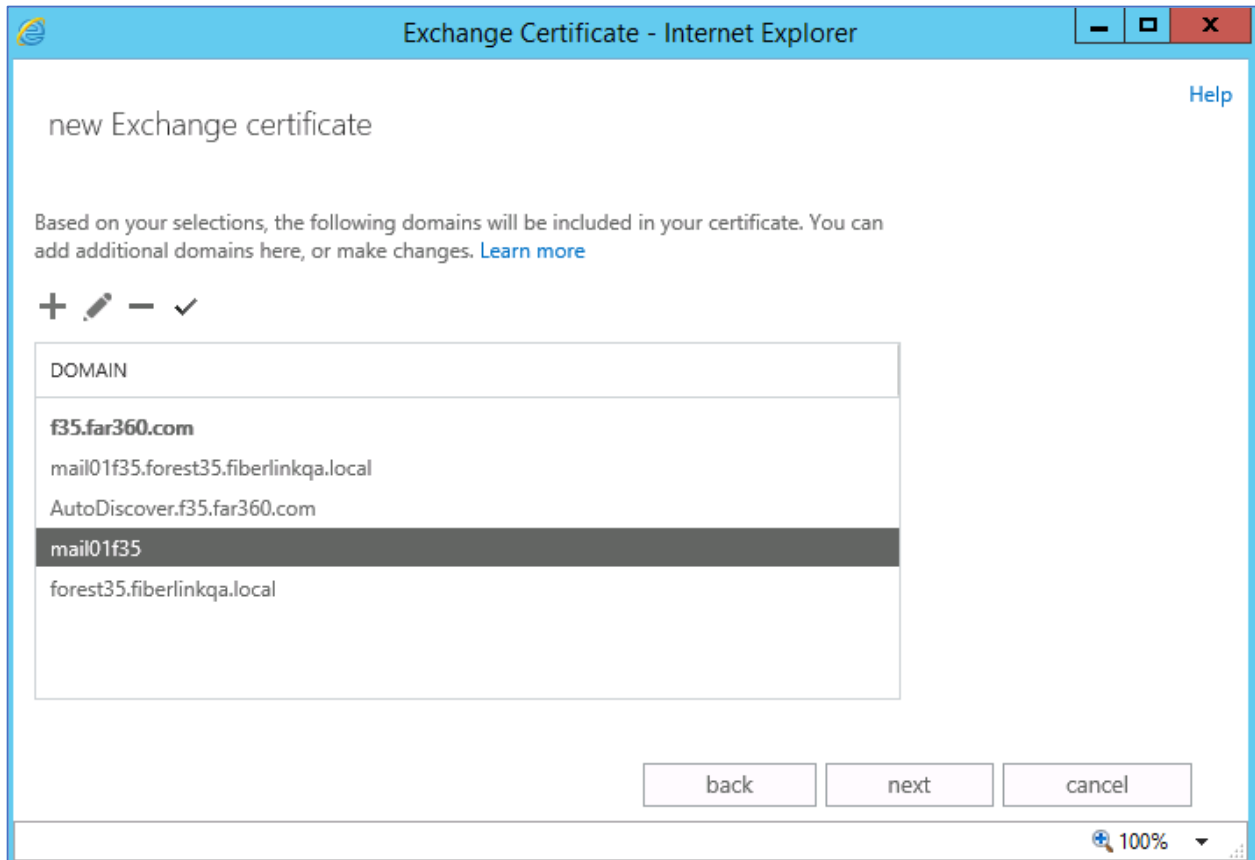 Exchange Certificate - Internet Explorer
Help
new Exchange certificate
Based on your selections, the following domains will be included in your certificate. You can
add additional domains here, or make changes. Learn more
DOMAIN
f35.far360.com
mail01f35.forest35.fiberlinkqa.local
AutoDiscover.f35.far360.com
mail01f35
forest35.fiberlinkqa.local
back next cancel
100%